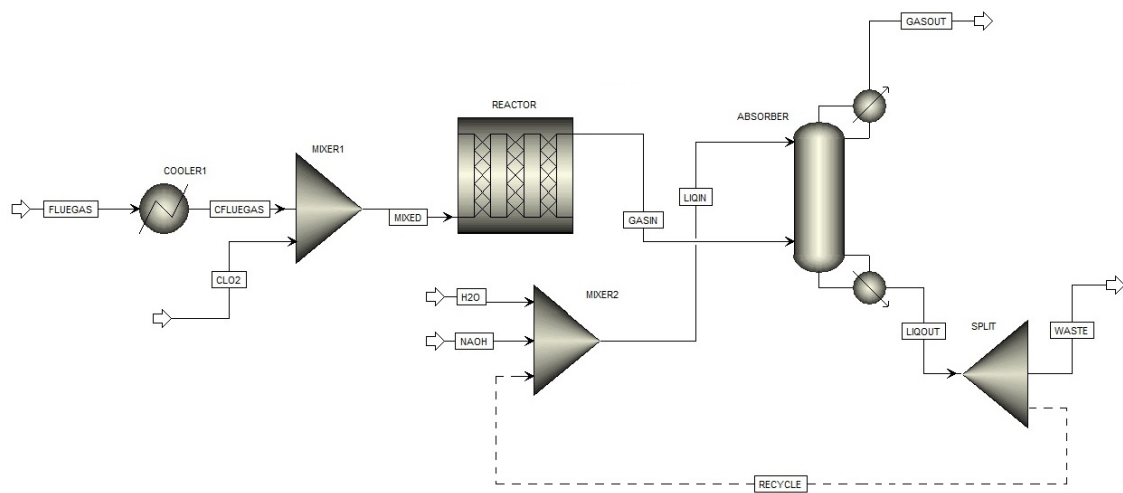 GASOUT
REACTOR
ABSORBER
MIXER1
COOLER1
FLUEGAS
CFLUEGAS
MIXED
GASIN
LIQIN
CLO2
H2O
MIXER2
NAOH
LIQOUT
SPLIT
WASTE
RECYCLE